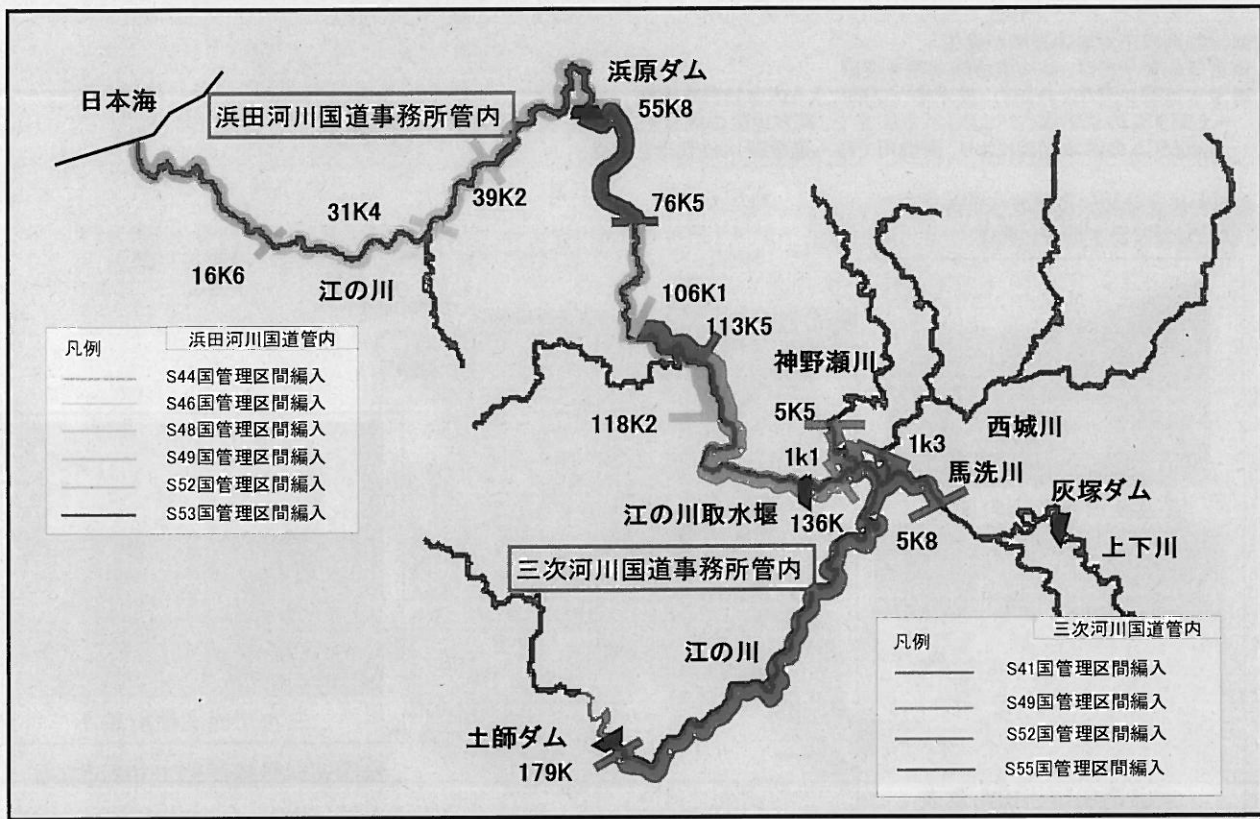 浜原ダム
日本海
浜田河川国道事務所管内
55K8
39K2
31K4
76K5
16K6
江の川
106K1
113K5
凡例
浜田河川国道管内
S44国管理区間編入
S46国管理区間編入
S48国管理区間編入
S49国管理区間編入
S52国管理区間編入
S53国管理区間編入
神野瀬川
118K2
5K5
西城川
1k1
1k3
馬洗川
灰塚ダム
江の川取水堰
136K
5K8
上下川
三次河川国道事務所管内
江の川
土師ダム
179K
凡例
三次河川国道管内
S41国管理区間編入
S49国管理区間編入
S52国管理区間編入
S55国管理区間編入